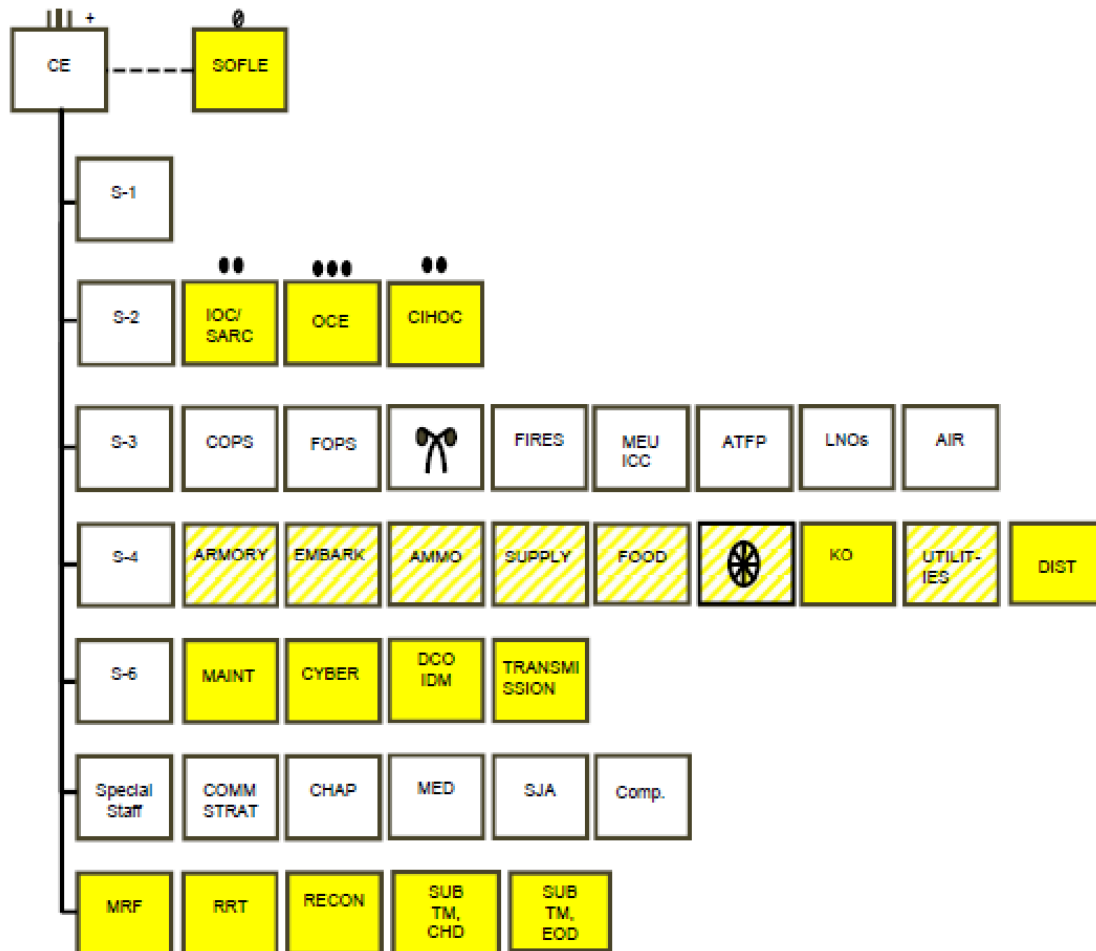 +
CE
SOFLE
S-1
S-2
IOC/
SARC
OCE
CIHOC
S-3
COPS
FOPS
FIRES
MEU
ICC
ATFP
LNOs
AIR
S-4
ARMORY
EMBARK
AMMO
SUPPLY
FOOD
KO
UTILIT-
IES
DIST
S-6
MAINT
CYBER
DCO
IDM
TRANSMI
SSION
Special
Staff
COMM
STRAT
CHAP
MED
SJA
Comp.
MRF
RRT
RECON
SUB
TM,
CHD
SUB
TM,
EOD